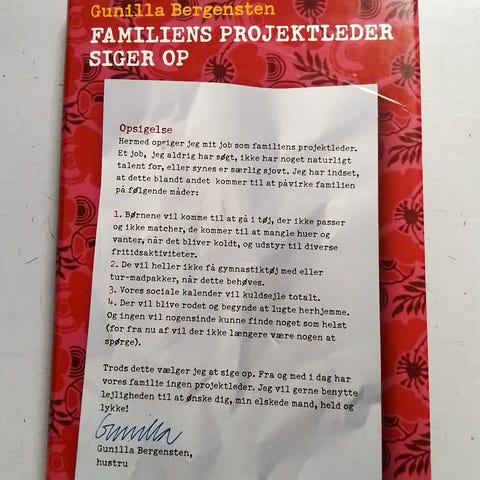 Gunilla Bergensten
FAMILIENS PROJEKTLEDER
SIGER OP
Opsigelse
Hermed opsiger jeg mit job som familiens projektleder.
Et job, jeg aldrig har søgt, ikke har noget naturligt
talent for, eller synes er særlig sjovt. Jeg har indset,
at dette blandt andet kommer til at påvirke familien
på følgende måder:
1. Børnene vil komme til at gå i tøj, der ikke passer
og ikke matcher, de kommer til at mangle huer og
vanter, når det bliver koldt, og udstyr til diverse
fritidsaktiviteter.
2. De vil heller ikke få gymnastiktøj med eller
tur-madpakker, når dette behøves.
3. Vores sociale kalender vil kuldsejle totalt.
4. Der vil blive rodet og begynde at lugte herhjemme.
Og ingen vil nogensinde kunne finde noget som helst
(for fra nu af vil der ikke længere være nogen at
spørge).
Trods dette vælger jeg at sige op. Fra og med i dag har
vores familie ingen projektleder. Jeg vil gerne benytte
lejligheden til at ønske dig, min elskede mand, held og
lykke!
Gunilla
Gunilla Bergensten,
hustru